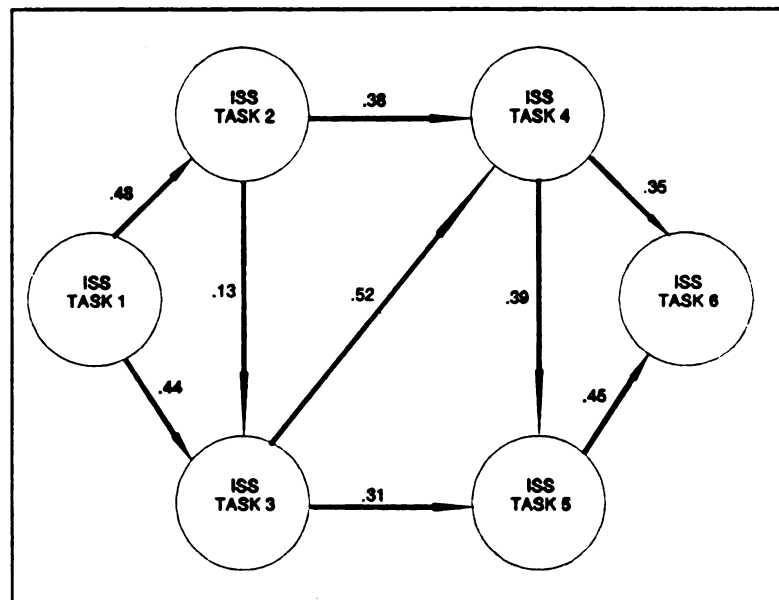 ISS
TASK 2
.38
ISS
TASK 4
.48
.35
ISS
TASK 1
.13
.52
.39
ISS
TASK 6
.44
.45
ISS
TASK 3
.31
ISS
TASK 5